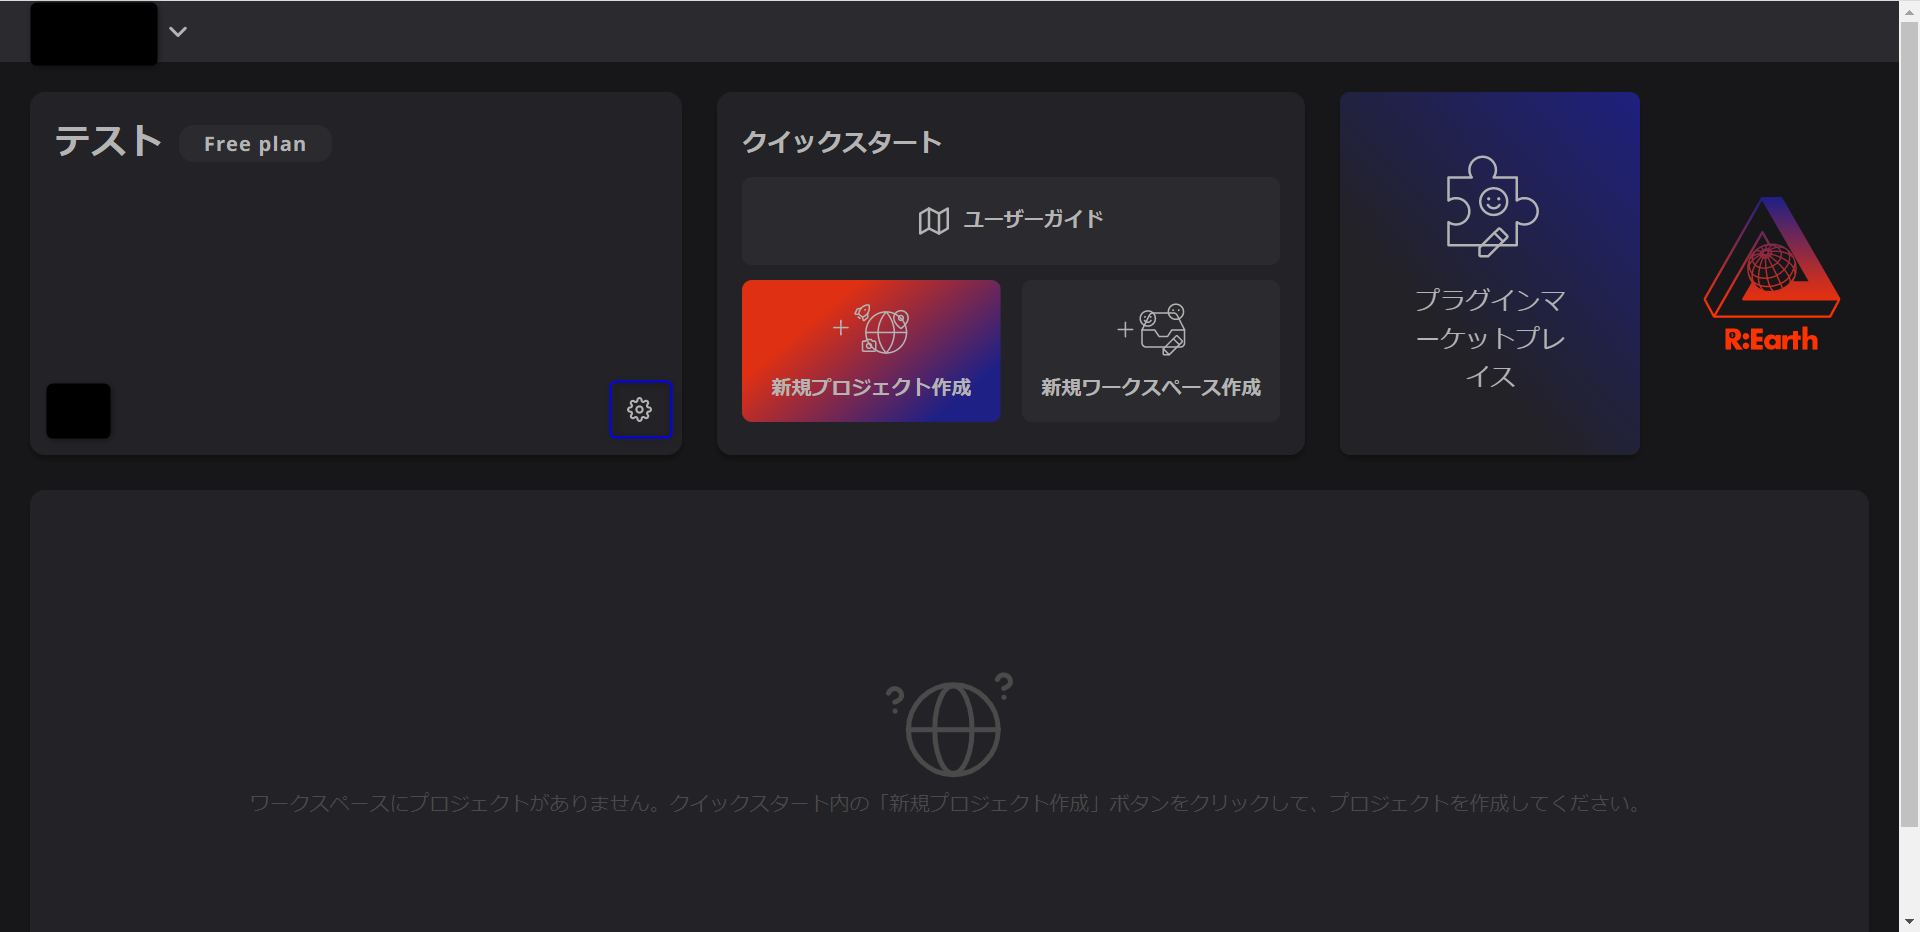 テスト
Free plan
クイックスタート
ユーザーガイド
新規プロジェクト作成
新規ワークスペース作成
プラグインマ
ーケットプレ
イス
R:Earth
ワークスペースにプロジェクトがありません。クイックスタート内の「新規プロジェクト作成」ボタンをクリックして、プロジェクトを作成してください。